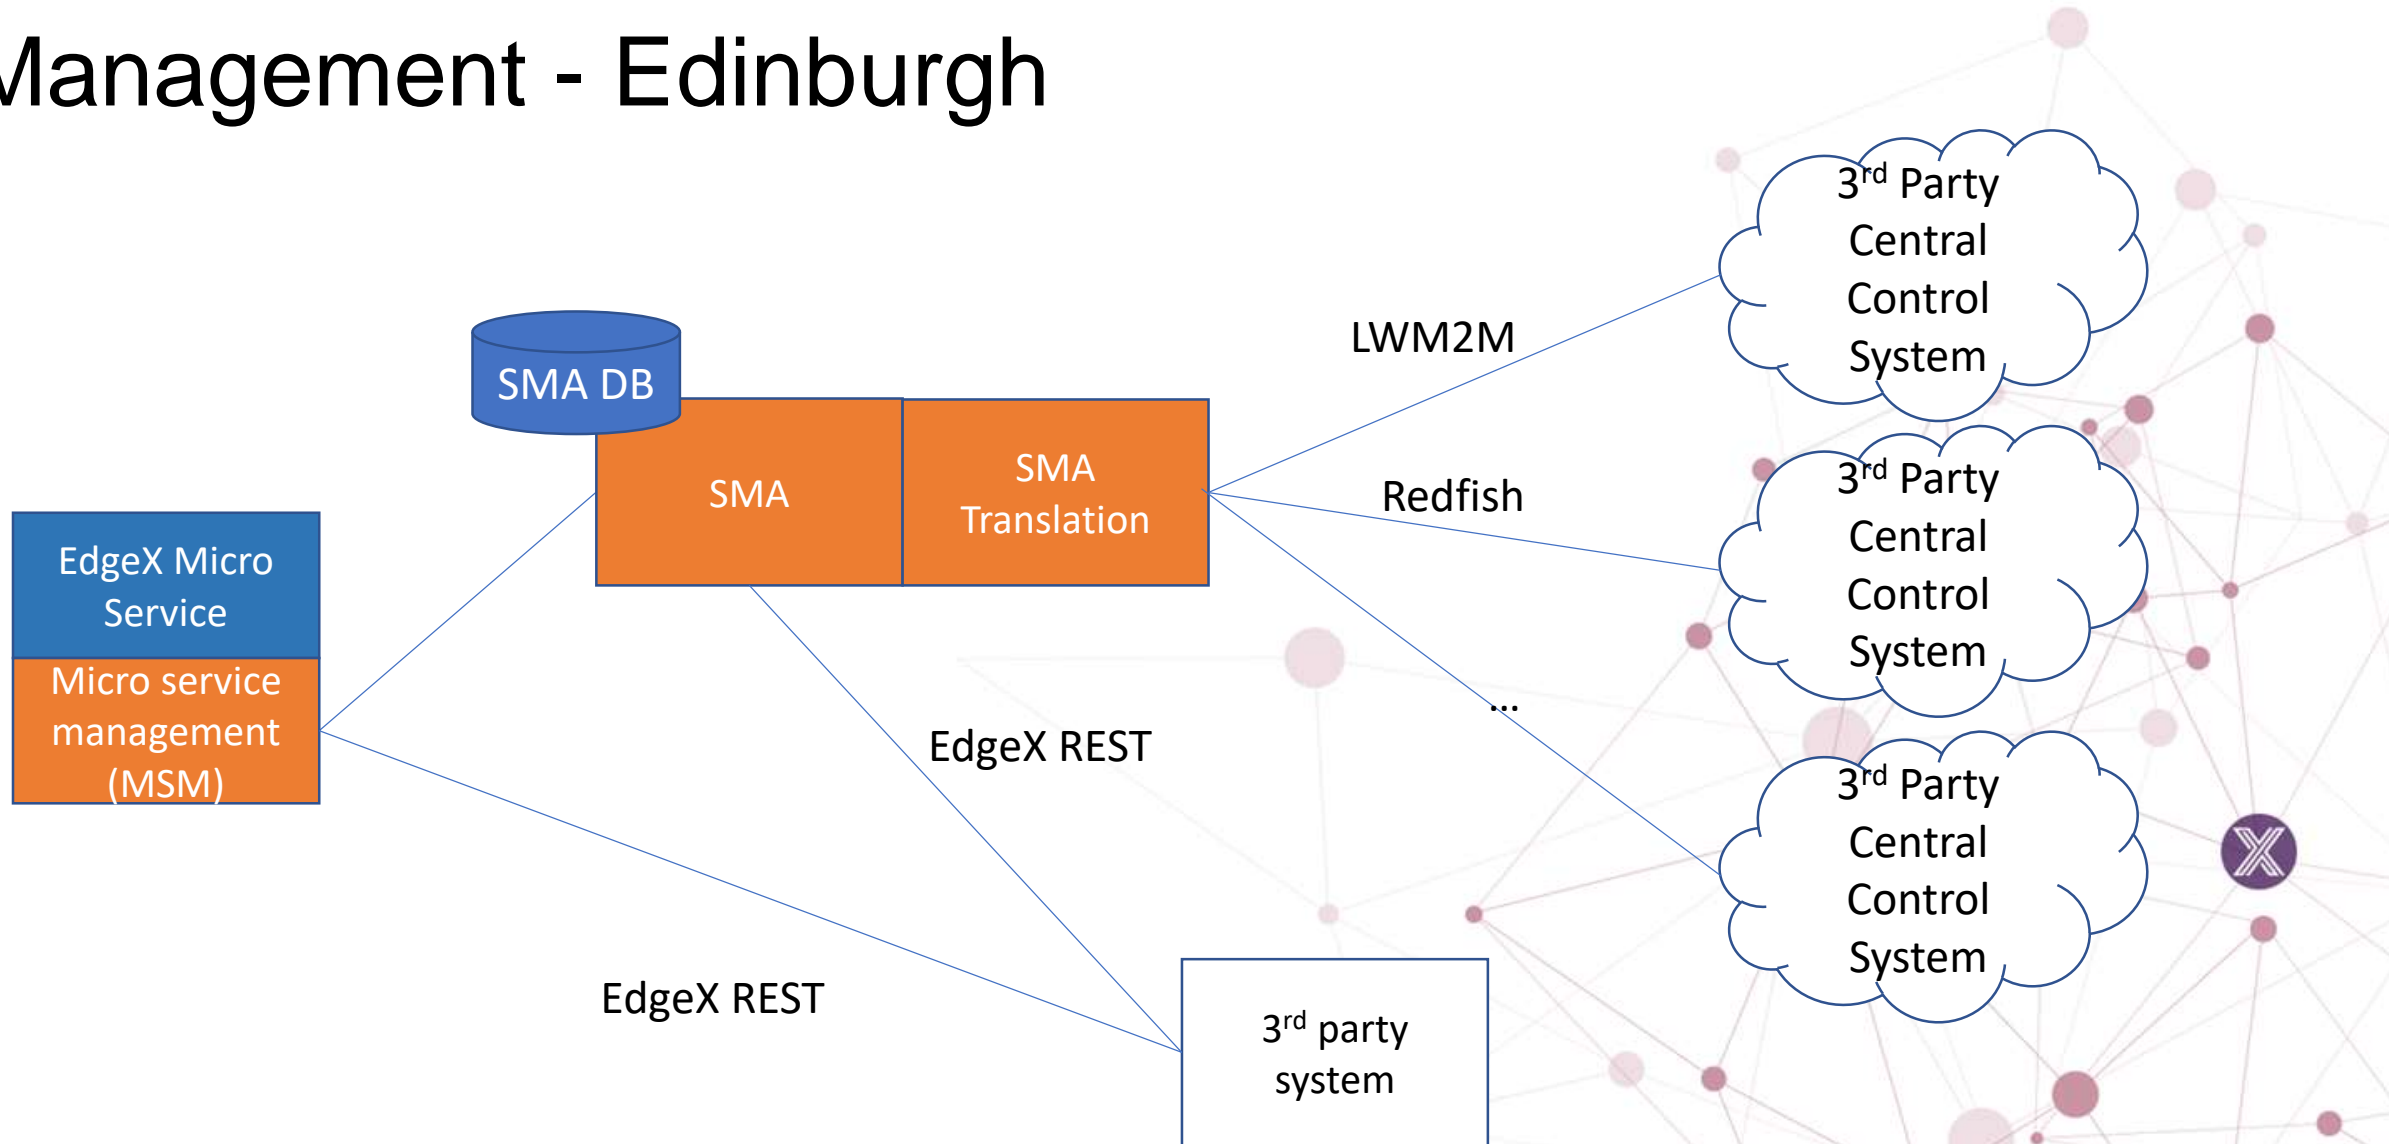 Management - Edinburgh
SMA DB
SMA
SMA
Translation
EdgeX Micro
Service
Micro service
management
(MSM)
LWM2M
Redfish
...
EdgeX REST
EdgeX REST
3rd Party
Central
Control
System
3rd Party
Central
Control
System
3rd Party
Central
Control
System
3rd party
system